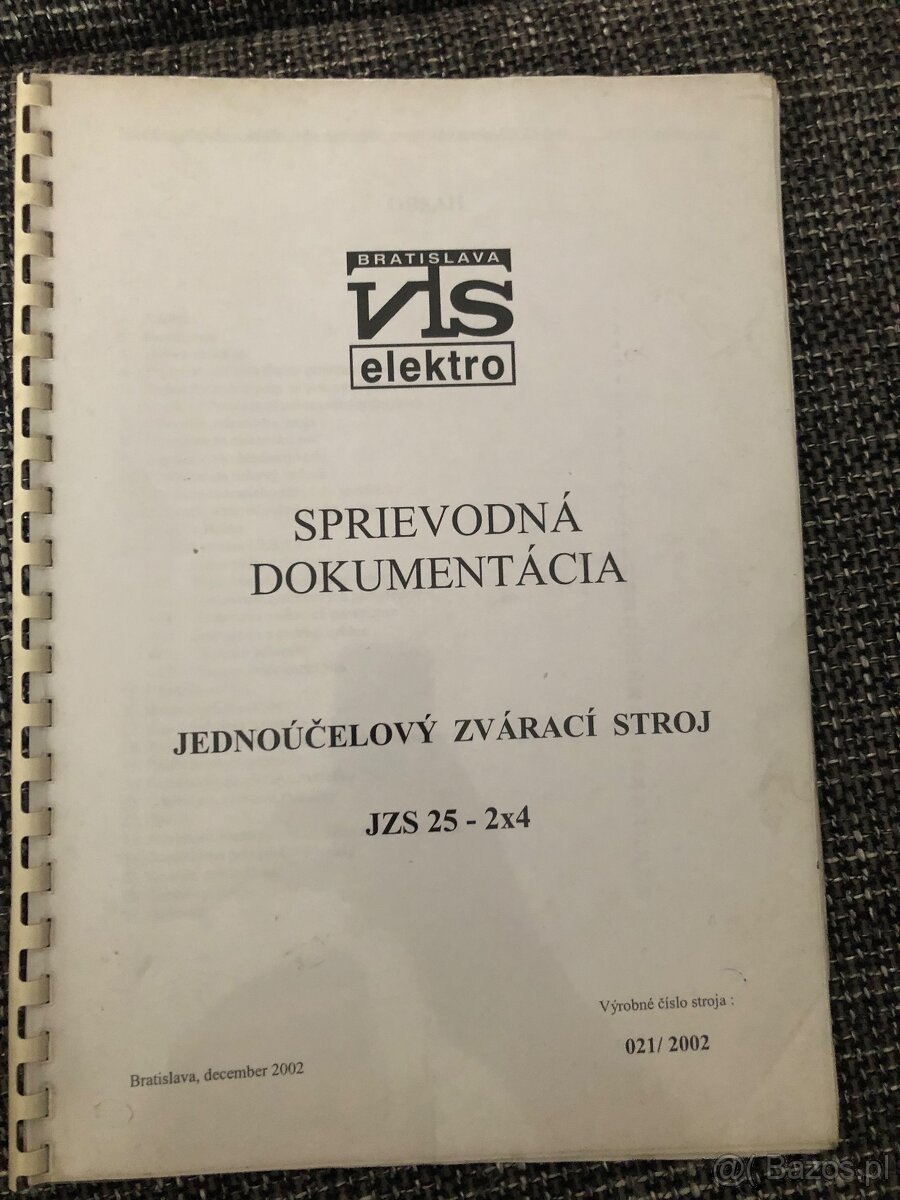 BRATISLAVA
VTS
elektro
SPRIEVODNÁ
DOKUMENTÁCIA
JEDNOÚČELOVÝ ZVÁRACÍ STROJ
JZS 25 - 2x4
Výrobné číslo stroja :
021/ 2002
Bratislava, december 2002
@( Bazos.pl